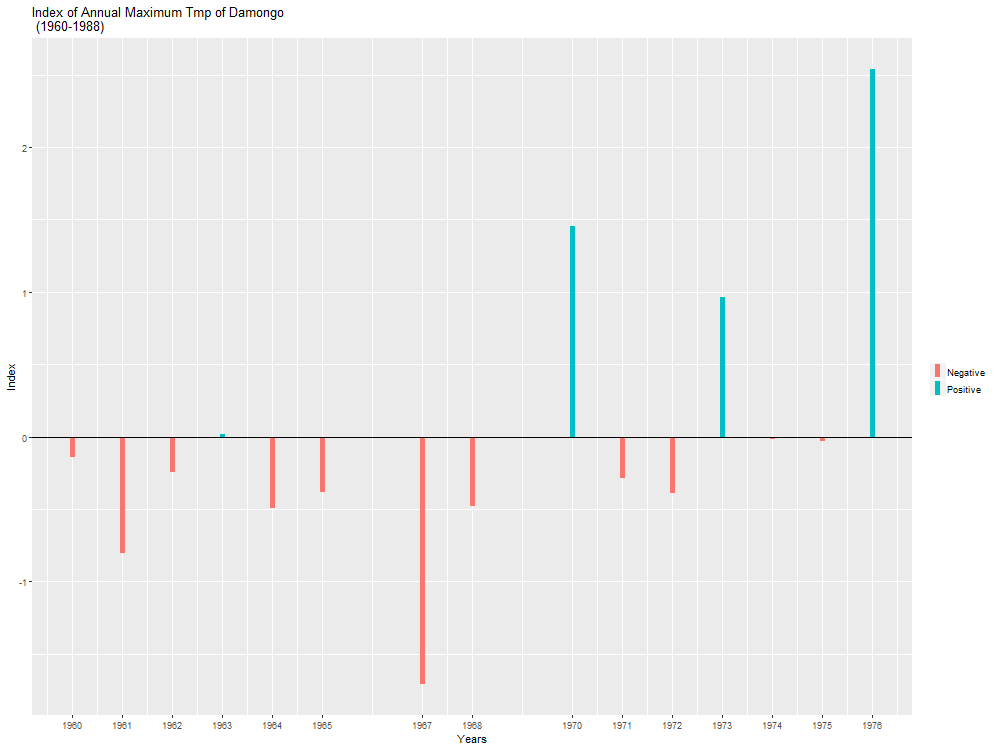 Index of Annual Maximum Tmp of Damongo
(1960-1988)
2
1
0
-1
Index
1960 1961 1962 1963 1964 1965 1967 1968 1970 1971 1972 1973 1974 1975 1976
Years
Negative
Positive